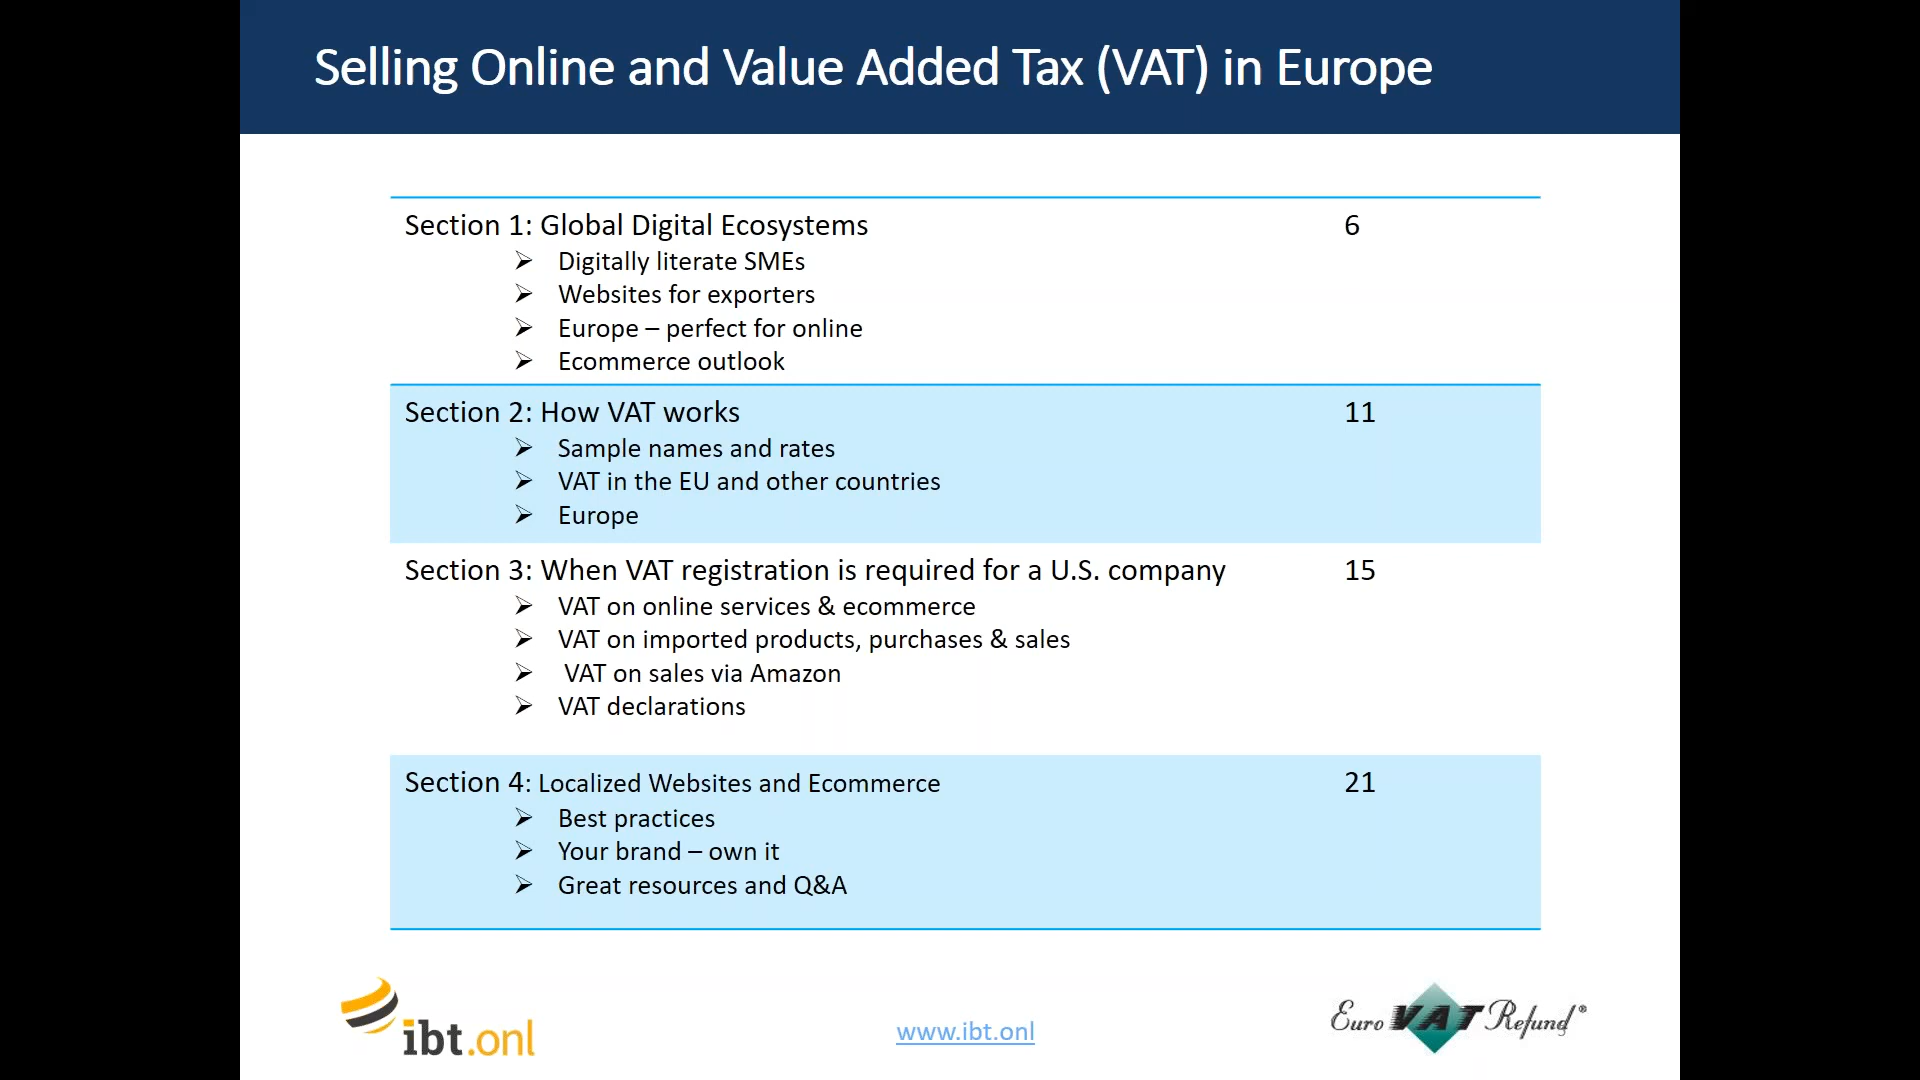 Selling Online and Value Added Tax (VAT) in Europe
Section 1: Global Digital Ecosystems 6
➢ Digitally literate SMEs
➢ Websites for exporters
➢ Europe – perfect for online
➢ Ecommerce outlook
Section 2: How VAT works 11
➢ Sample names and rates
➢ VAT in the EU and other countries
➢ Europe
Section 3: When VAT registration is required for a U.S. company 15
➢ VAT on online services & ecommerce
➢ VAT on imported products, purchases & sales
➢ VAT on sales via Amazon
➢ VAT declarations
Section 4: Localized Websites and Ecommerce 21
➢ Best practices
➢ Your brand – own it
➢ Great resources and Q&A
ibt.onl
www.ibt.onl
Euro VAT Refund®